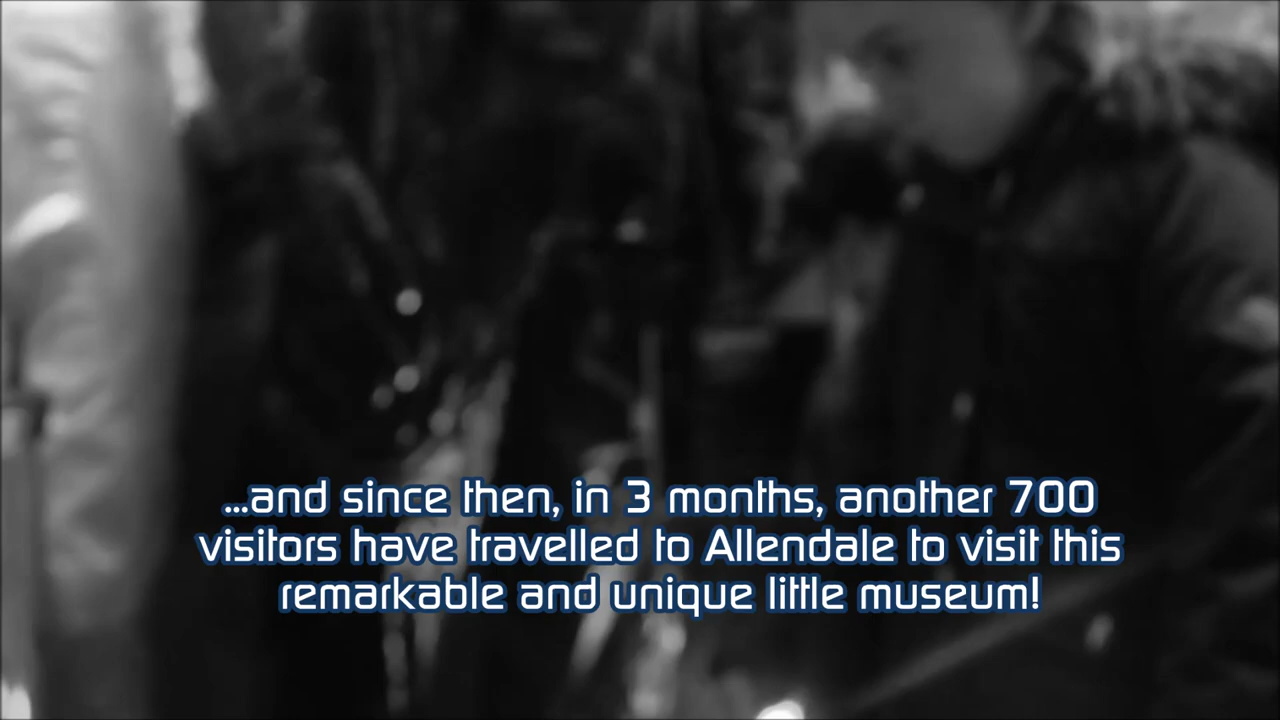 ...and since then, in 3 months, another 700
visitors have travelled to Allendale to visit this
remarkable and unique little museum!